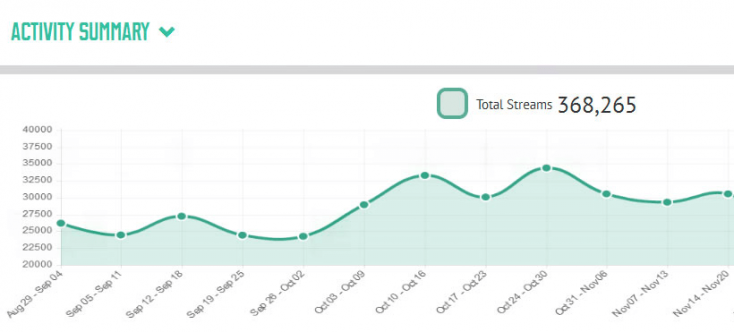 ACTIVITY SUMMARY
Total Streams 368,265
40000
37500
35000
32500
30000
27500
25000
22500
20000
Aug 29 - Sep 04
Sep 05 - Sep 11
Sep 12 - Sep 18
Sep 19 - Sep 25
Sep 26 - Oct 02
Oct 03 - Oct 09
Oct 10 - Oct 16
Oct 17 - Oct 23
Oct 24 - Oct 30
Oct 31 - Nov 06
Nov 07 - Nov 13
Nov 14 - Nov 20